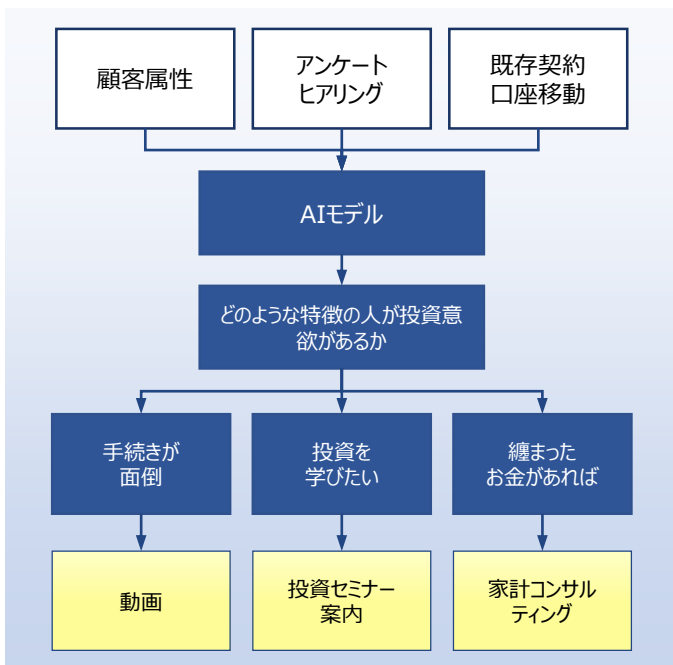 顧客属性
アンケート
ヒアリング
既存契約
口座移動
AIモデル
どのような特徴の人が投資意
欲があるか
手続きが
面倒
投資を
学びたい
纏まった
お金があれば
動画
投資セミナー
案内
家計コンサル
ティング